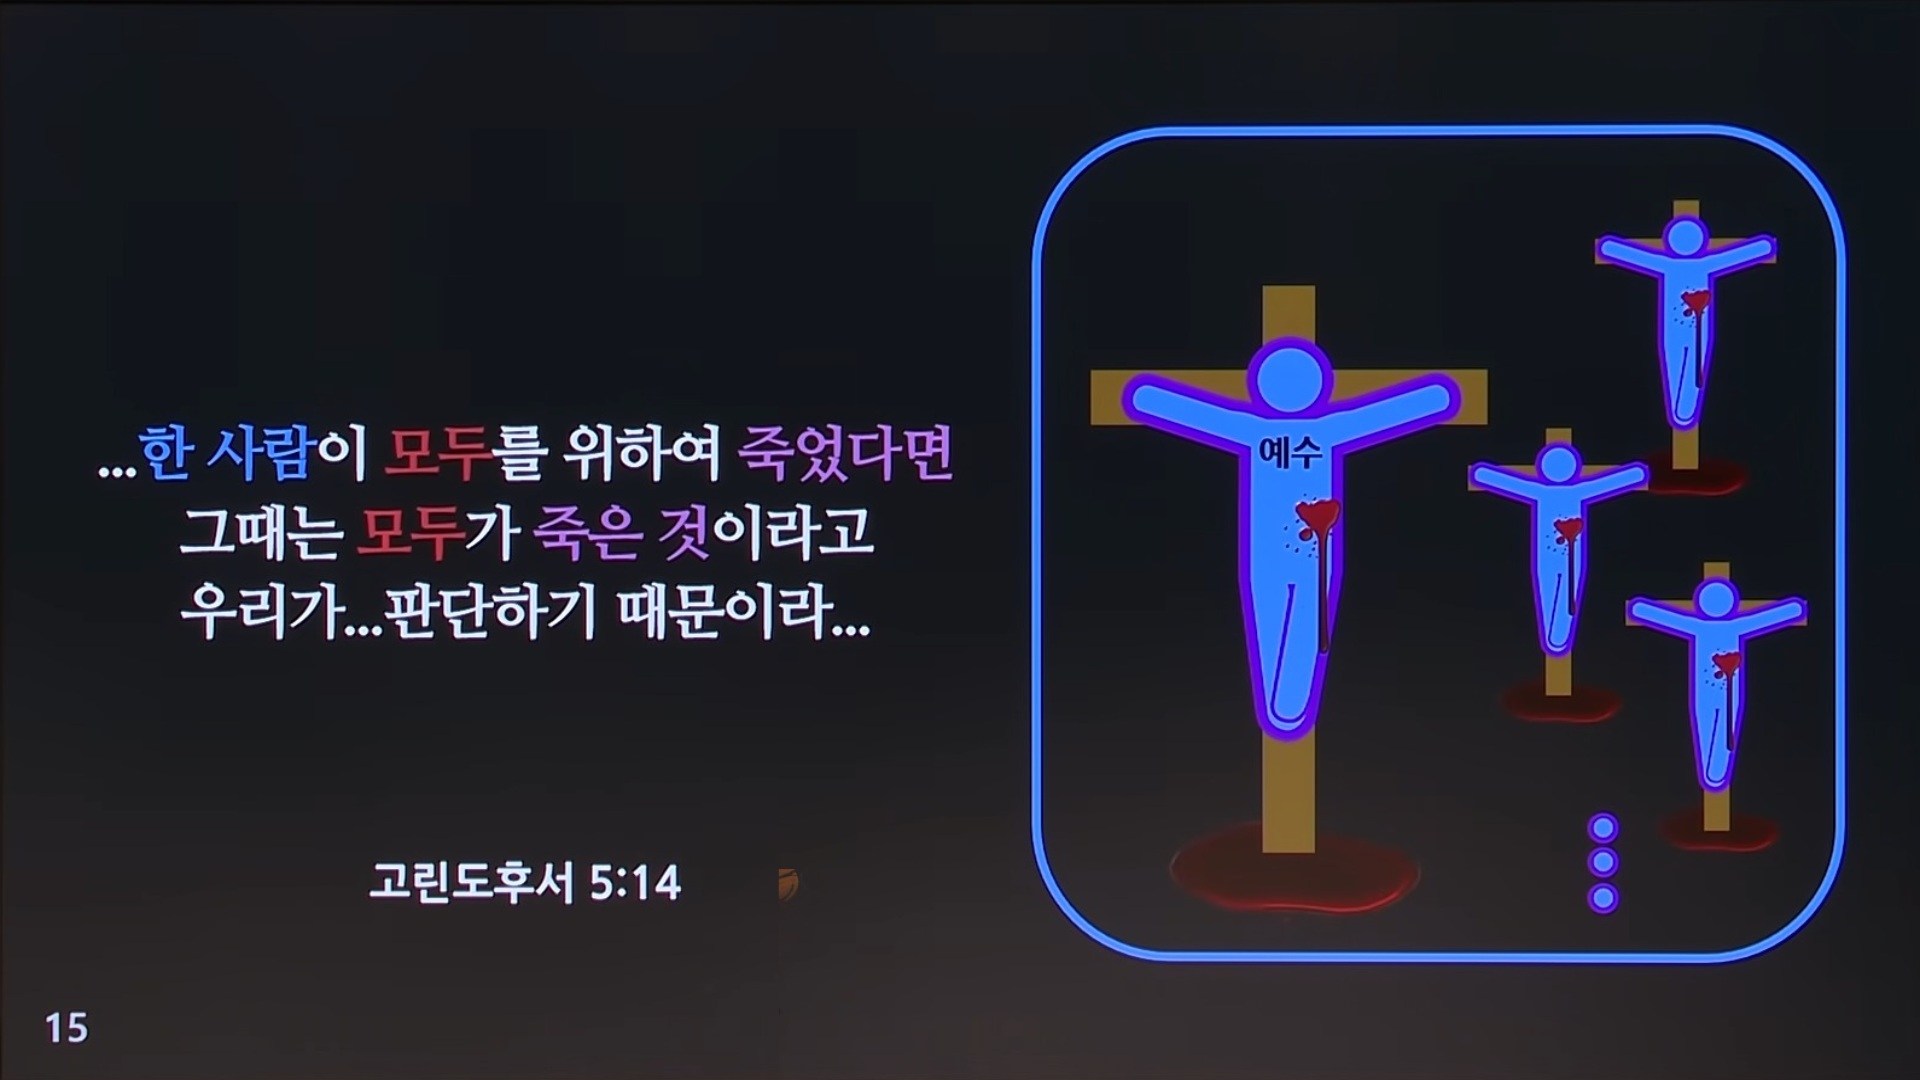 ...한 사람이 모두를 위하여 죽었다면
그때는 모두가 죽은 것이라고
우리가...판단하기 때문이라...
고린도후서 5:14
예수
15